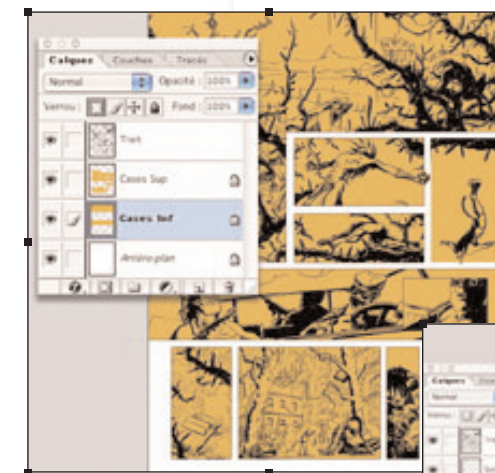 Calques Couches Tracés
Normal Opacité : 100%
Verrou : Fond : 100%
Trait
Cases Sup
Cases Inf
Arrière-plan
Calques
Normal